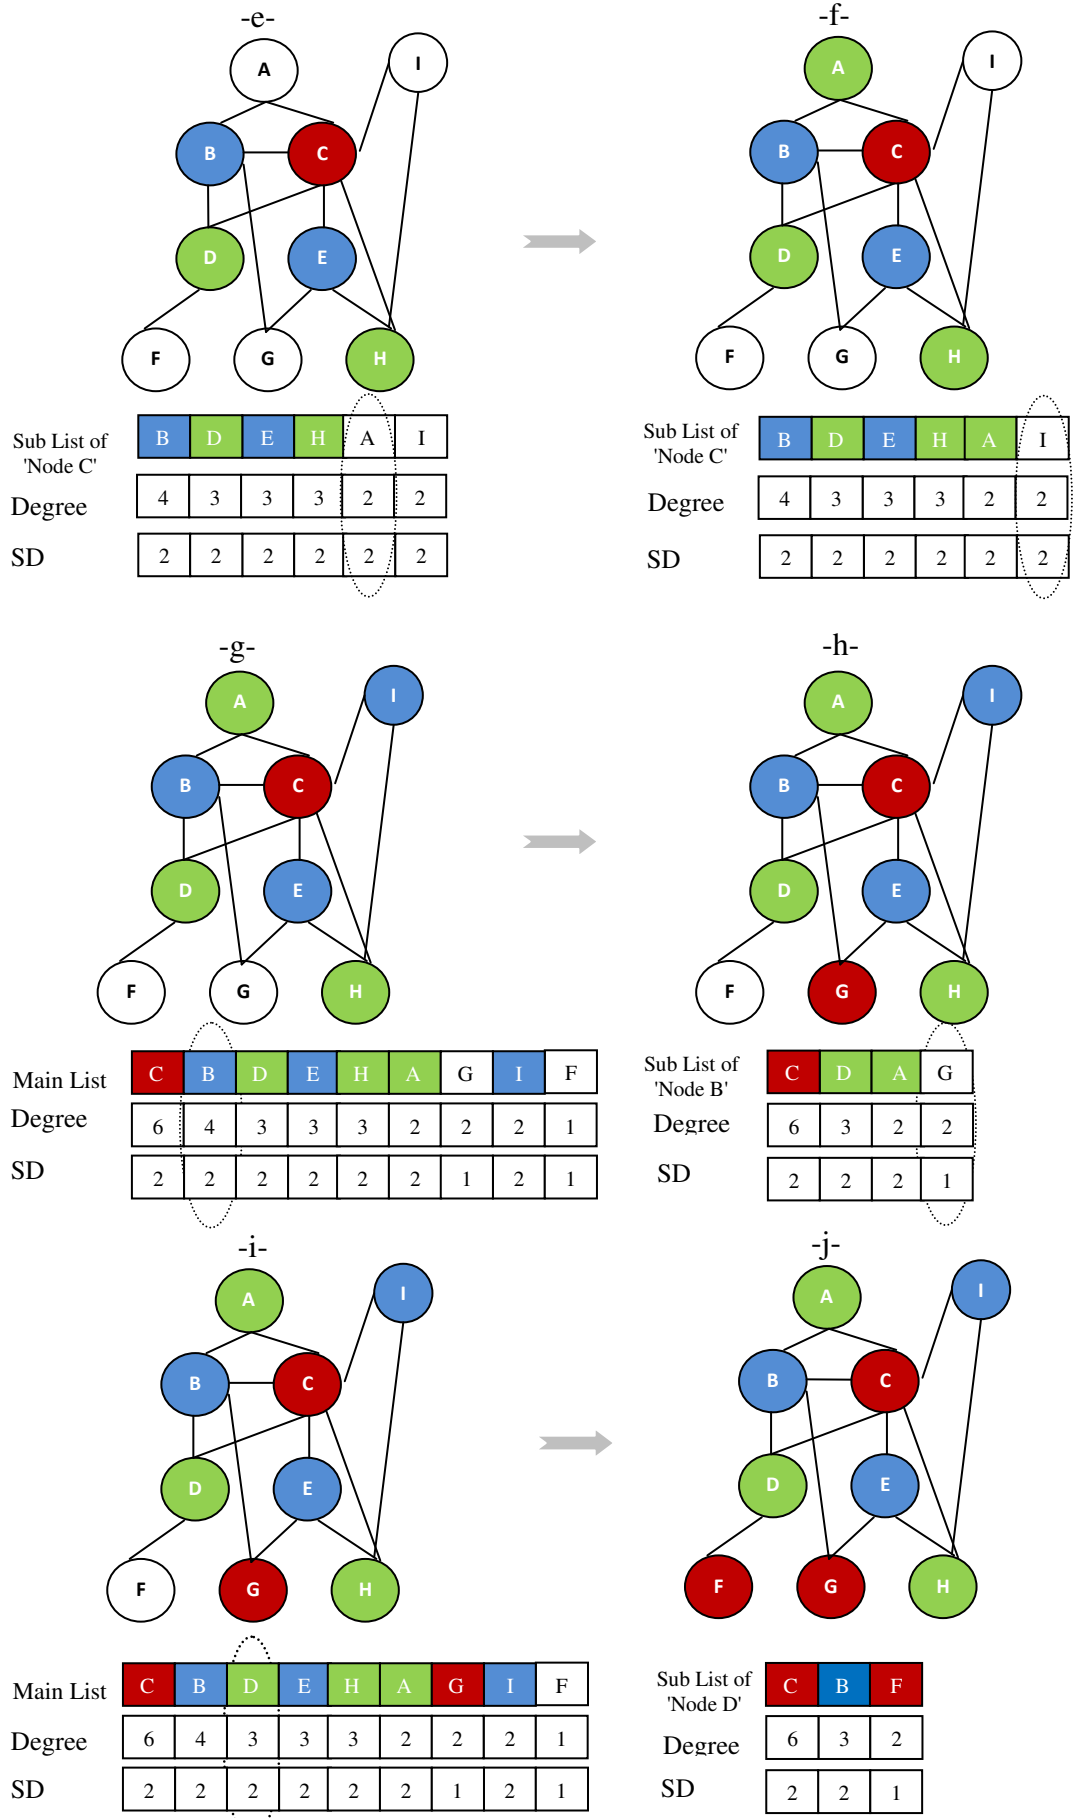 -e-
-f-
A
I
B
C
D
E
F
G
H
A
I
B
C
D
E
F
G
H
Sub List of
'Node C'
B D E H A I
Degree
4 3 3 3 2 2
SD
2 2 2 2 2 2
Sub List of
'Node C'
B D E H A I
Degree
4 3 3 3 2 2
SD
2 2 2 2 2 2
-g-
-h-
A
I
B
C
D
E
F
G
H
A
I
B
C
D
E
F
G
H
Main List
C B D E H A G I F
Degree
6 4 3 3 3 2 2 2 1
SD
2 2 2 2 2 2 1 2 1
Sub List of
'Node B'
C D A G
Degree
6 3 2 2
SD
2 2 2 1
-i-
-j-
A
I
B
C
D
E
F
G
H
A
I
B
C
D
E
F
G
H
Main List
C B D E H A G I F
Degree
6 4 3 3 3 2 2 2 1
SD
2 2 2 2 2 2 1 2 1
Sub List of
'Node D'
C B F
Degree
6 3 2
SD
2 2 1